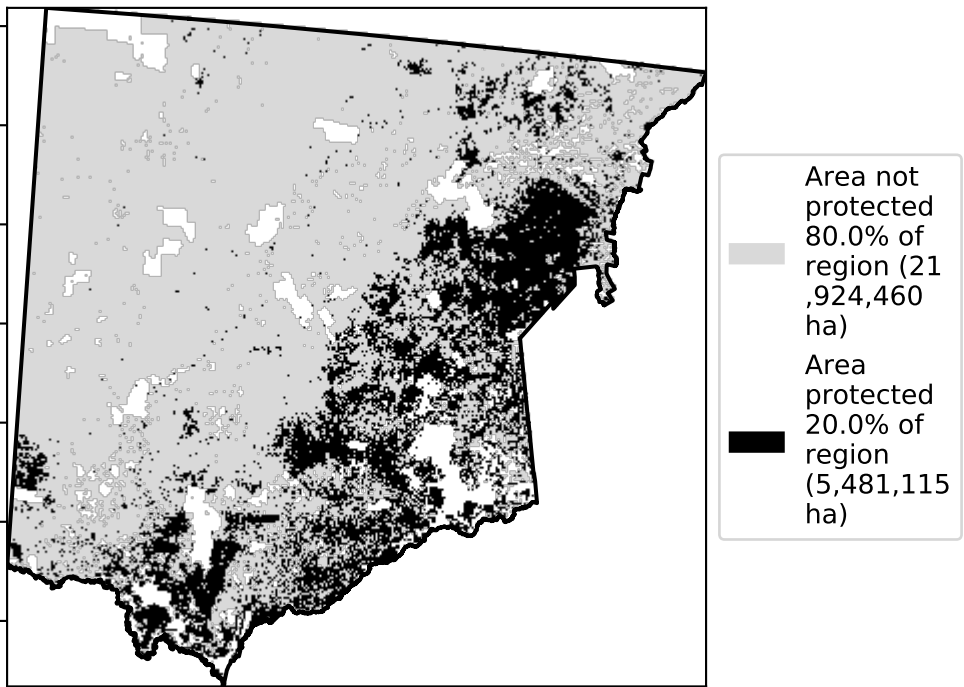 Area not
protected
80.0% of
region (21
,924,460
ha)
Area
protected
20.0% of
region
(5,481,115
ha)